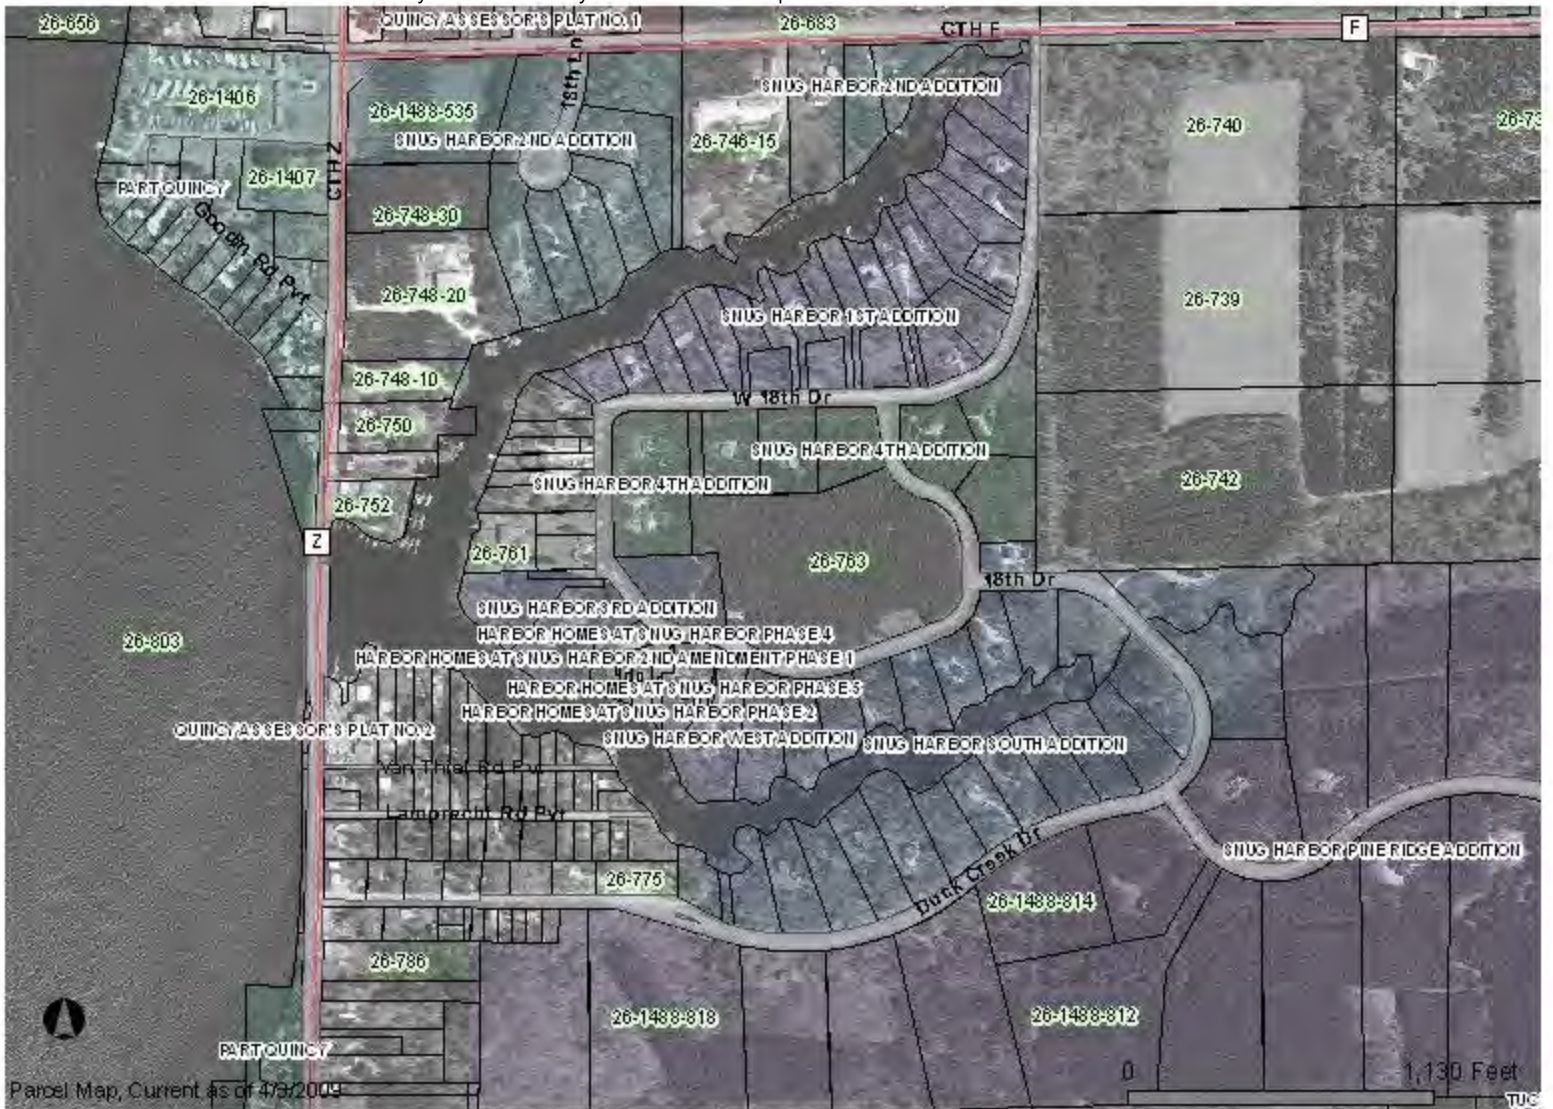 QUINCY ASSESSOR'S PLAT NO. 1
26-656
26-683
CTH F
F
26-1406
26-1488-535
18th Ln
SNUG HARBOR 2ND ADDITION
SNUG HARBOR 2ND ADDITION
26-746-15
26-740
26-73
26-1407
CTH Z
PART QUINCY
Goodin Rd Pvt
26-748-30
26-748-20
26-739
SNUG HARBOR 1ST ADDITION
26-748-10
W 18th Dr
26-750
SNUG HARBOR 4TH ADDITION
SNUG HARBOR 4TH ADDITION
26-742
26-752
Z
26-761
26-763
18th Dr
SNUG HARBOR 3RD ADDITION
HARBOR HOMES AT SNUG HARBOR PHASE 4
26-803
HARBOR HOMES AT SNUG HARBOR 2ND AMENDMENT PHASE 1
HARBOR HOMES AT SNUG HARBOR PHASE 5
HARBOR HOMES AT SNUG HARBOR PHASE 2
QUINCY ASSESSOR'S PLAT NO. 2
SNUG HARBOR WEST ADDITION
SNUG HARBOR SOUTH ADDITION
Van Thiel Rd Pvt
Lamprecht Rd Pvt
SNUG HARBOR PINE RIDGE ADDITION
26-775
Duck Creek Dr
26-1488-814
26-786
26-1488-818
26-1488-812
PART QUINCY
0
1,130 Feet
Parcel Map, Current as of 4/9/2009
TUC